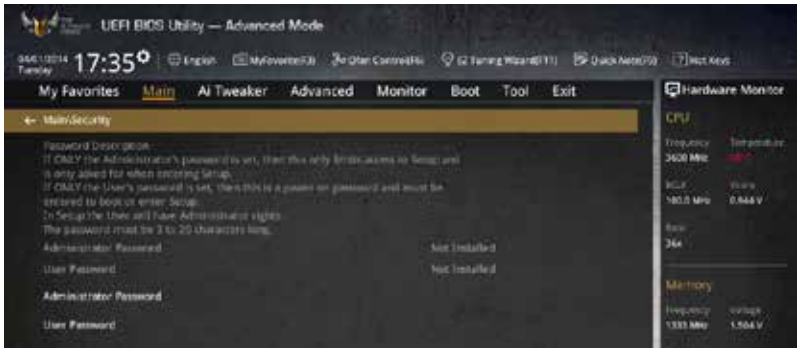 UEFI BIOS Utility — Advanced Mode
Tuesday 17:35 English MyFavorite(F3) Qfan Control(F6) EZ Tuning Wizard(F11) Quick Note(F9) Hot Keys
My Favorites Main Ai Tweaker Advanced Monitor Boot Tool Exit
Hardware Monitor
← Main\Security
Password Description
If ONLY the Administrator's password is set, then this only limits access to Setup and
is only asked for when entering Setup.
If ONLY the User's password is set, then this is a power on password and must be
entered to boot or enter Setup.
In Setup the User will have Administrator rights.
The password must be 3 to 20 characters long.
Administrator Password Not Installed
User Password Not Installed
Administrator Password
User Password
CPU
Frequency Temperature
3600 MHz
BCLK Vcore
100.0 MHz 0.944 V
Ratio
36x
Memory
Frequency Voltage
1333 MHz 1.504 V